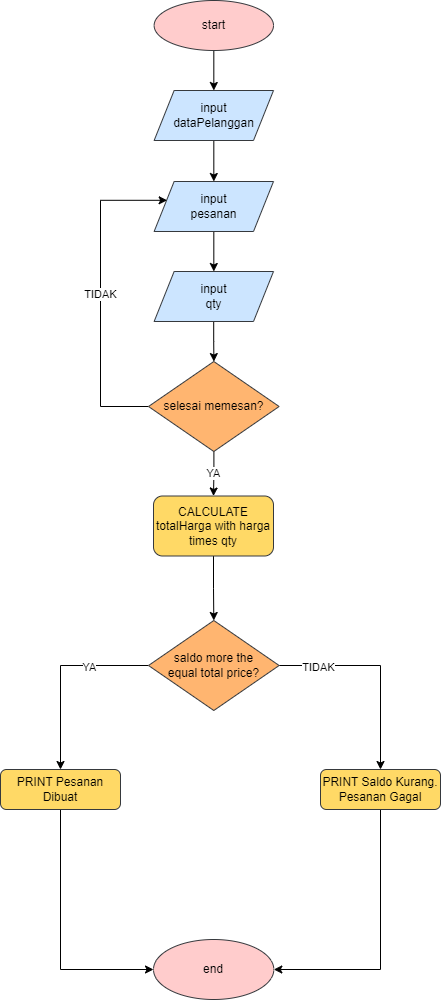 start
input
dataPelanggan
input
pesanan
input
qty
TIDAK
selesai memesan?
YA
CALCULATE
totalHarga with harga
times qty
saldo more the
equal total price?
YA
TIDAK
PRINT Pesanan
Dibuat
PRINT Saldo Kurang.
Pesanan Gagal
end